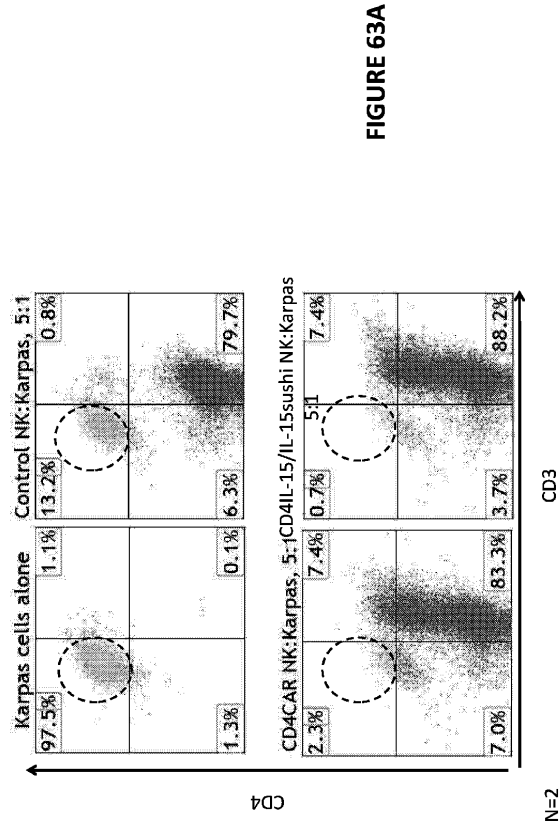 Karpas cells alone
97.5%
1.1%
1.3%
0.1%
Control NK:Karpas, 5:1
13.2%
0.8%
6.3%
79.7%
CD4CAR NK:Karpas, 5:1
2.3%
7.4%
7.0%
83.3%
CD4IL-15/IL-15sushi NK:Karpas
5:1
0.7%
7.4%
3.7%
88.2%
CD4
CD3
N=2
FIGURE 63A